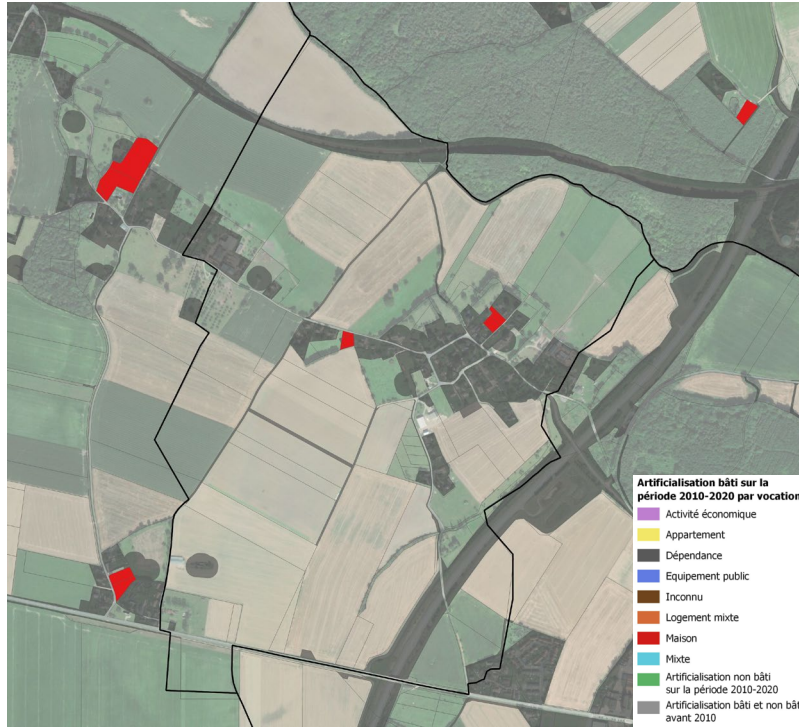 Artificialisation bâti sur la
période 2010-2020 par vocation
Activité économique
Appartement
Dépendance
Equipement public
Inconnu
Logement mixte
Maison
Mixte
Artificialisation non bâti
sur la période 2010-2020
Artificialisation bâti et non bât
avant 2010